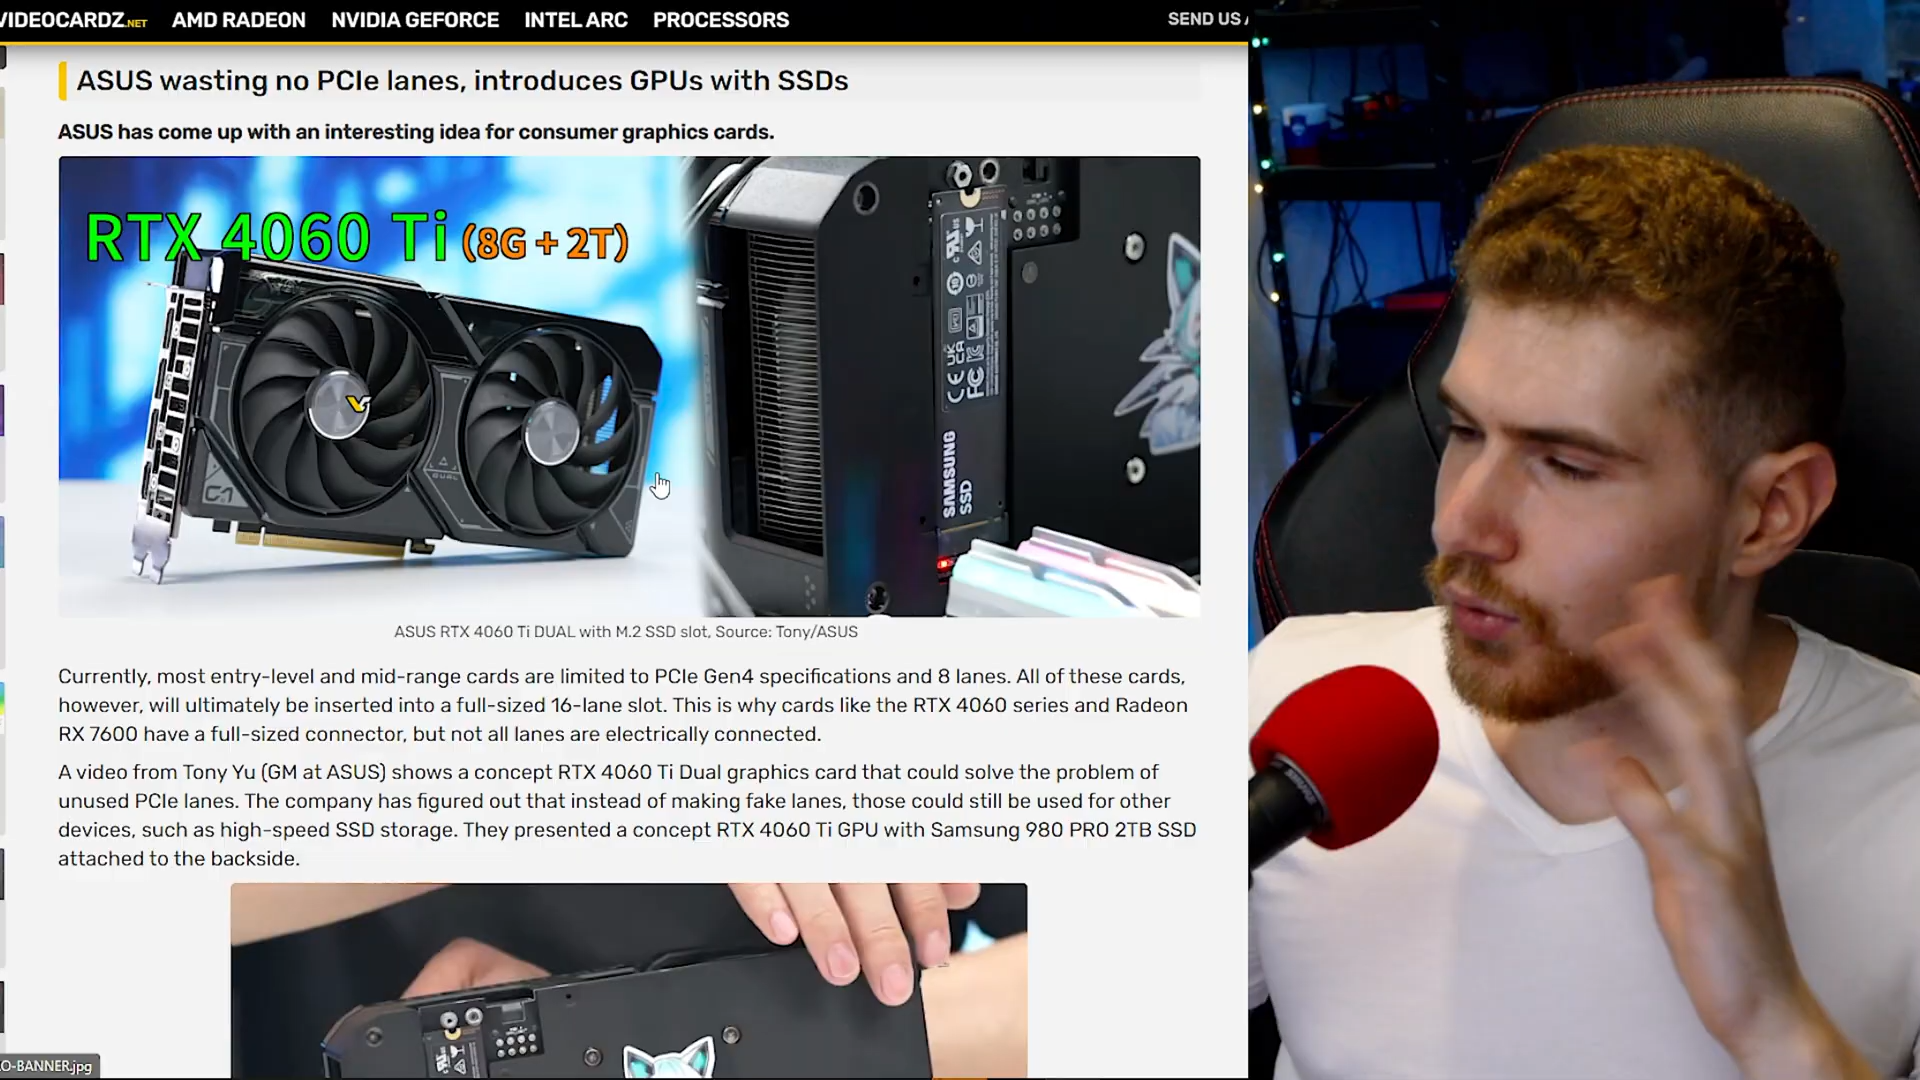 VIDEOCARDZ.NET AMD RADEON NVIDIA GEFORCE INTEL ARC PROCESSORS SEND US
ASUS wasting no PCIe lanes, introduces GPUs with SSDs
ASUS has come up with an interesting idea for consumer graphics cards.
RTX 4060 Ti (8G + 2T)
DUAL
SAMSUNG
SSD
ASUS RTX 4060 Ti DUAL with M.2 SSD slot, Source: Tony/ASUS
Currently, most entry-level and mid-range cards are limited to PCIe Gen4 specifications and 8 lanes. All of these cards,
however, will ultimately be inserted into a full-sized 16-lane slot. This is why cards like the RTX 4060 series and Radeon
RX 7600 have a full-sized connector, but not all lanes are electrically connected.
A video from Tony Yu (GM at ASUS) shows a concept RTX 4060 Ti Dual graphics card that could solve the problem of
unused PCIe lanes. The company has figured out that instead of making fake lanes, those could still be used for other
devices, such as high-speed SSD storage. They presented a concept RTX 4060 Ti GPU with Samsung 980 PRO 2TB SSD
attached to the backside.
O-BANNER.jpg